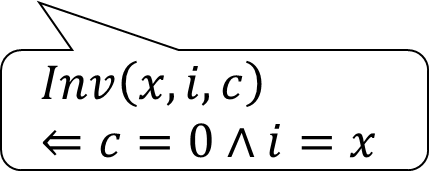 Inv(x, i, c)
⇐ c = 0 ∧ i = x